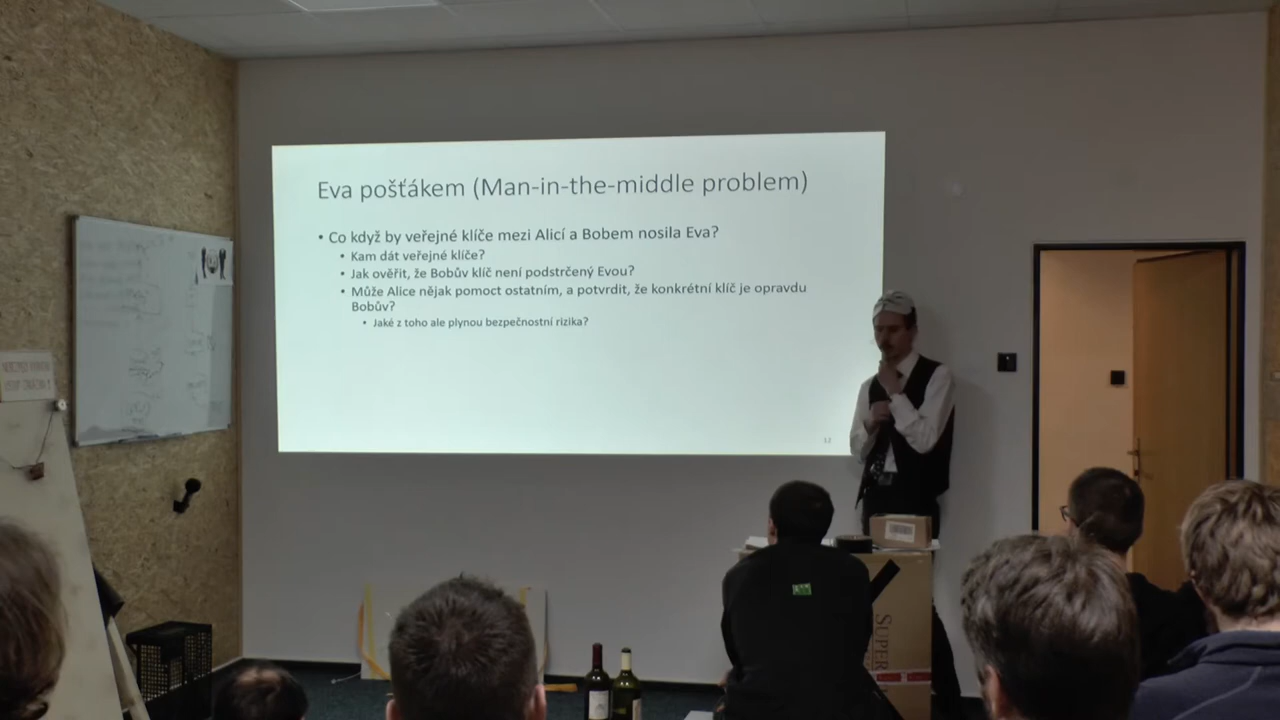 Eva pošťákem (Man-in-the-middle problem)
• Co když by veřejné klíče mezi Alicí a Bobem nosila Eva?
• Kam dát veřejné klíče?
• Jak ověřit, že Bobův klíč není podstrčený Evou?
• Může Alice nějak pomoct ostatním, a potvrdit, že konkrétní klíč je opravdu
Bobův?
• Jaké z toho ale plynou bezpečnostní rizika?
12
SUPER